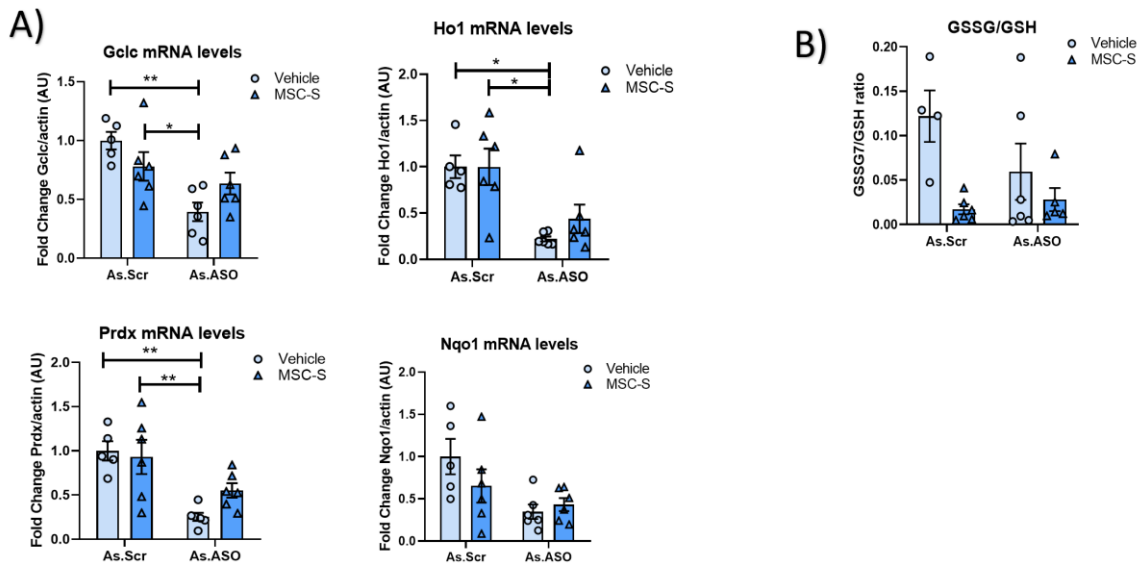 A)
Gclc mRNA levels
Fold Change Gclc/actin (AU)
1.5
1.0
0.5
0.0
**
*
Vehicle
MSC-S
As.Scr
As.ASO
Ho1 mRNA levels
Fold Change Ho1/actin (AU)
2.0
1.5
1.0
0.5
0.0
*
*
Vehicle
MSC-S
As.Scr
As.ASO
B)
GSSG/GSH
GSSG7/GSH ratio
0.20
0.15
0.10
0.05
0.00
Vehicle
MSC-S
As.Scr
As.ASO
Prdx mRNA levels
Fold Change Prdx/actin (AU)
2.0
1.5
1.0
0.5
0.0
**
**
Vehicle
MSC-S
As.Scr
As.ASO
Nqo1 mRNA levels
Fold Change Nqo1/actin (AU)
2.0
1.5
1.0
0.5
0.0
Vehicle
MSC-S
As.Scr
As.ASO